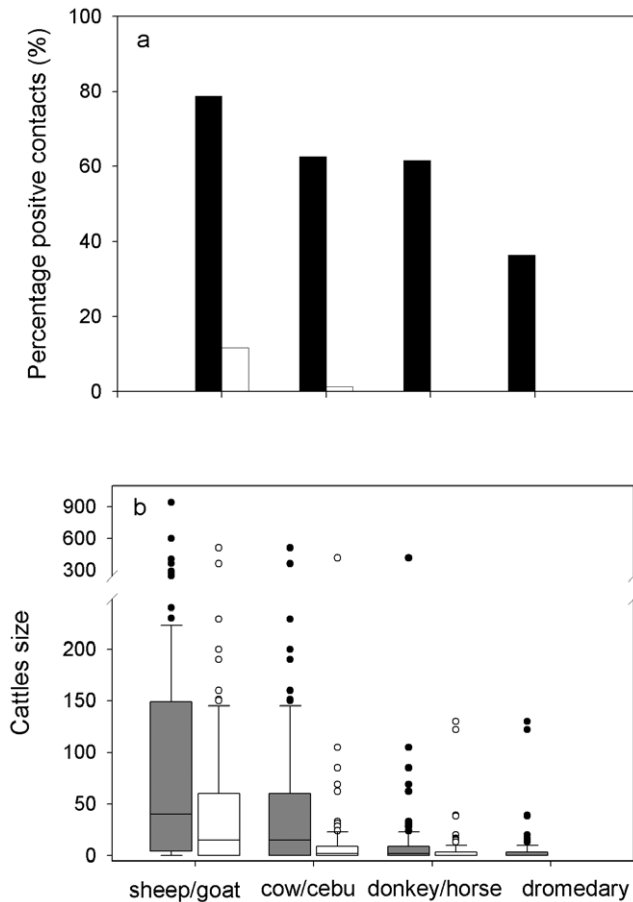 a
Percentage positve contacts (%)
100
80
60
40
20
0
b
Cattles size
900
600
300
200
150
100
50
0
sheep/goat cow/cebu donkey/horse dromedary